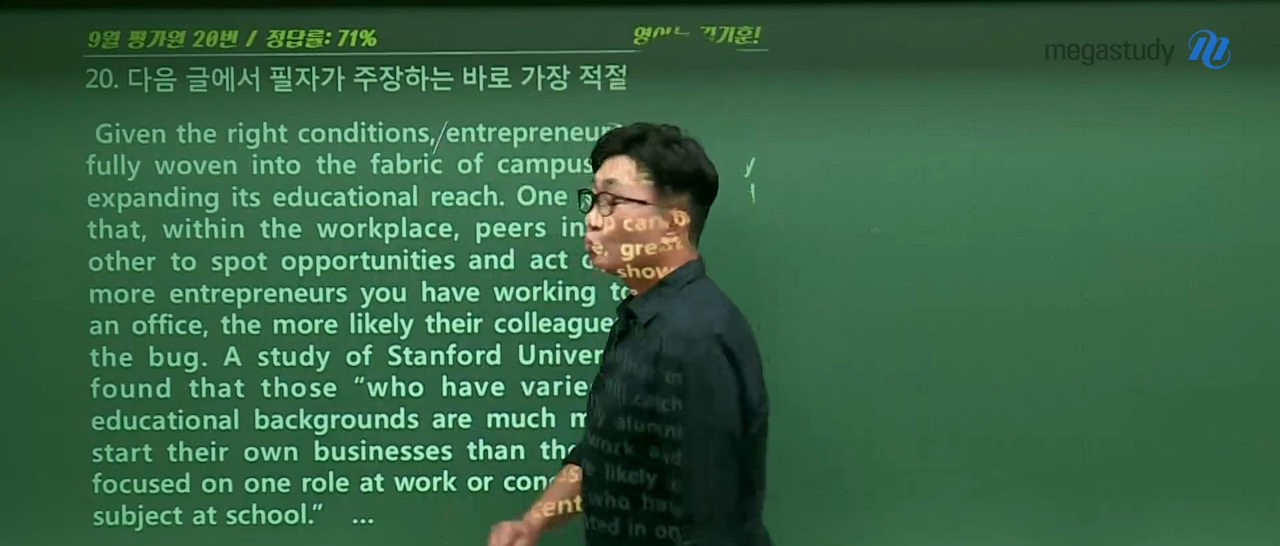 9월 평가원 20번 / 정답률: 71%
megastudy
20. 다음 글에서 필자가 주장하는 바로 가장 적절
Given the right conditions, entrepreneur
fully woven into the fabric of campus
expanding its educational reach. One
that, within the workplace, peers in
other to spot opportunities and act
more entrepreneurs you have working
an office, the more likely their colleague
the bug. A study of Stanford Univer
found that those “who have varie
educational backgrounds are much
start their own businesses than
focused on one role at work or con
subject at school.” ...